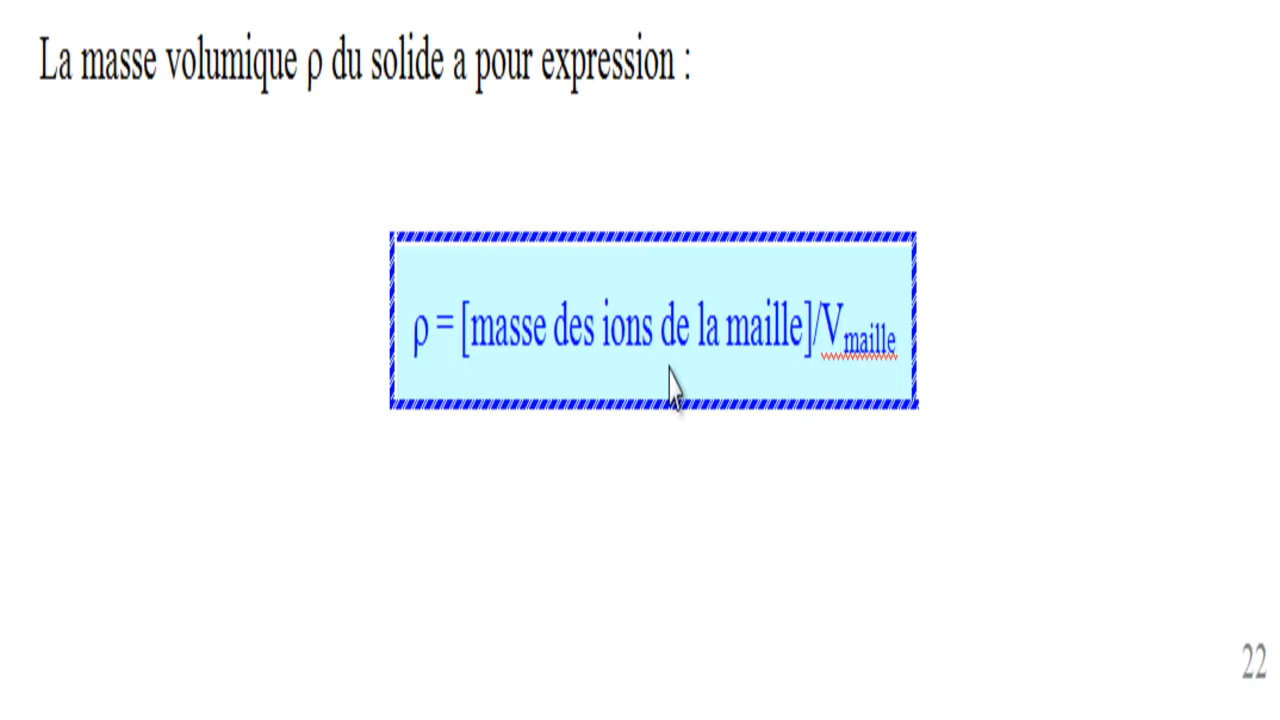 La masse volumique ρ du solide a pour expression :
ρ = [masse des ions de la maille]/Vmaille
22